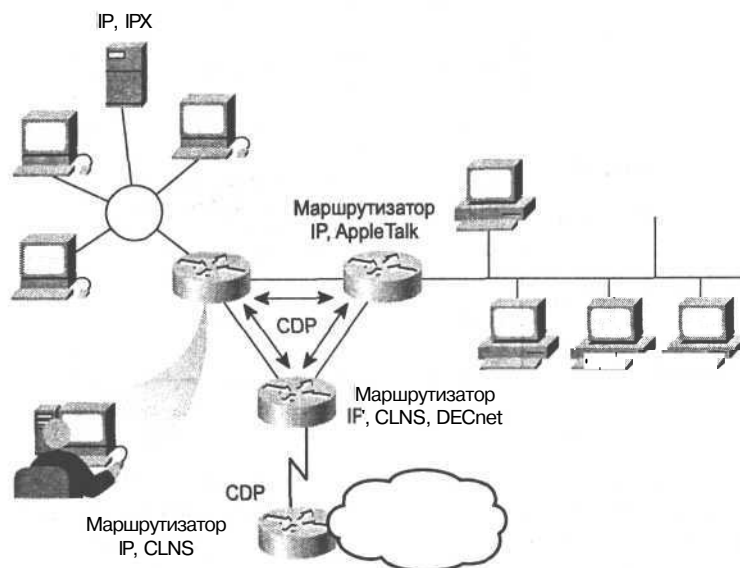 IP, IPX
Маршрутизатор
IP, AppleTalk
CDP
Маршрутизатор
IP, CLNS, DECnet
CDP
Маршрутизатор
IP, CLNS